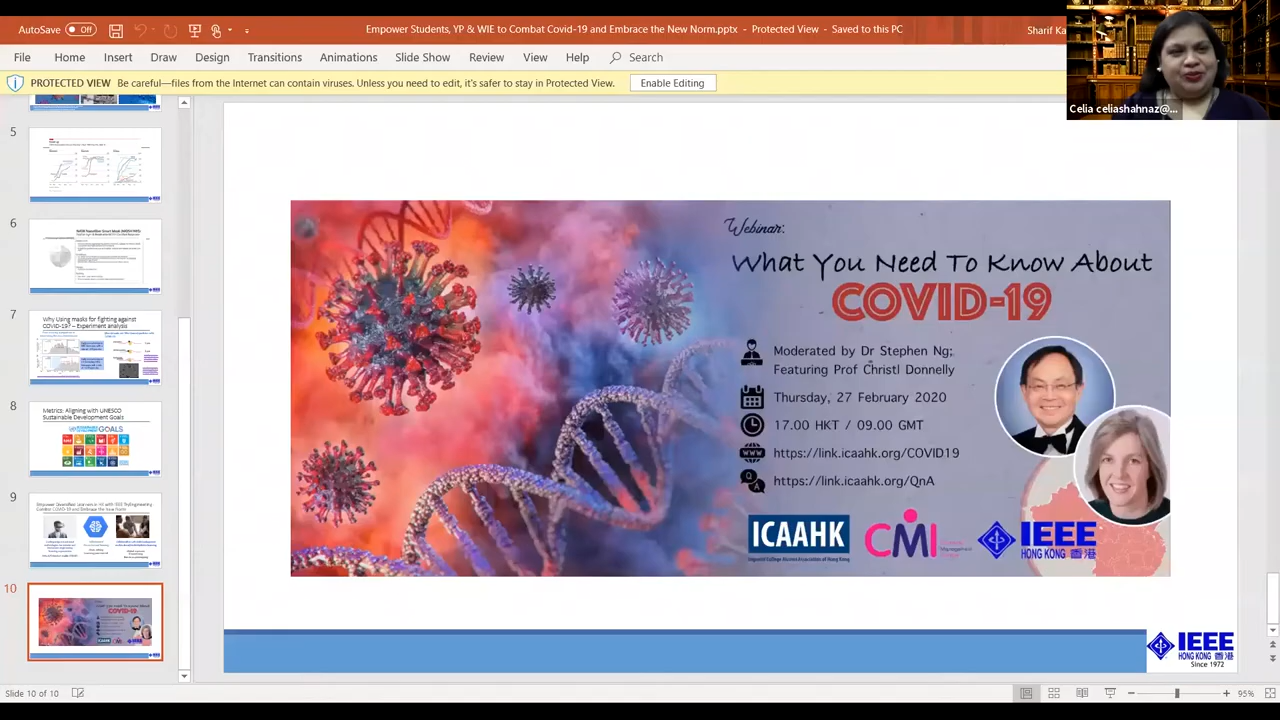 AutoSave Off
Empower Students, YP & WIE to Combat Covid-19 and Embrace the New Norm.pptx - Protected View - Saved to this PC
Sharif Ka
File Home Insert Draw Design Transitions Animations Slide Show Review View Help Search
PROTECTED VIEW Be careful—files from the Internet can contain viruses. Unless you need to edit, it's safer to stay in Protected View. Enable Editing
Celia celiashahnaz@...
5
6
7
Why Using masks for fighting against
COVID-19? – Experiment analysis
8
Metrics: Aligning with UNESCO
Sustainable Development Goals
GOALS
9
10
Webinar:
What You Need To Know About
COVID-19
Moderated by Dr Stephen Ng;
Featuring Prof Christl Donnelly
Thursday, 27 February 2020
17:00 HKT / 09.00 GMT
https://link.icaahk.org/COVID19
https://link.icaahk.org/QnA
ICAAHK
CMI
IEEE
HONG KONG 香港
IEEE
HONG KONG 香港
Since 1972
Slide 10 of 10
95%